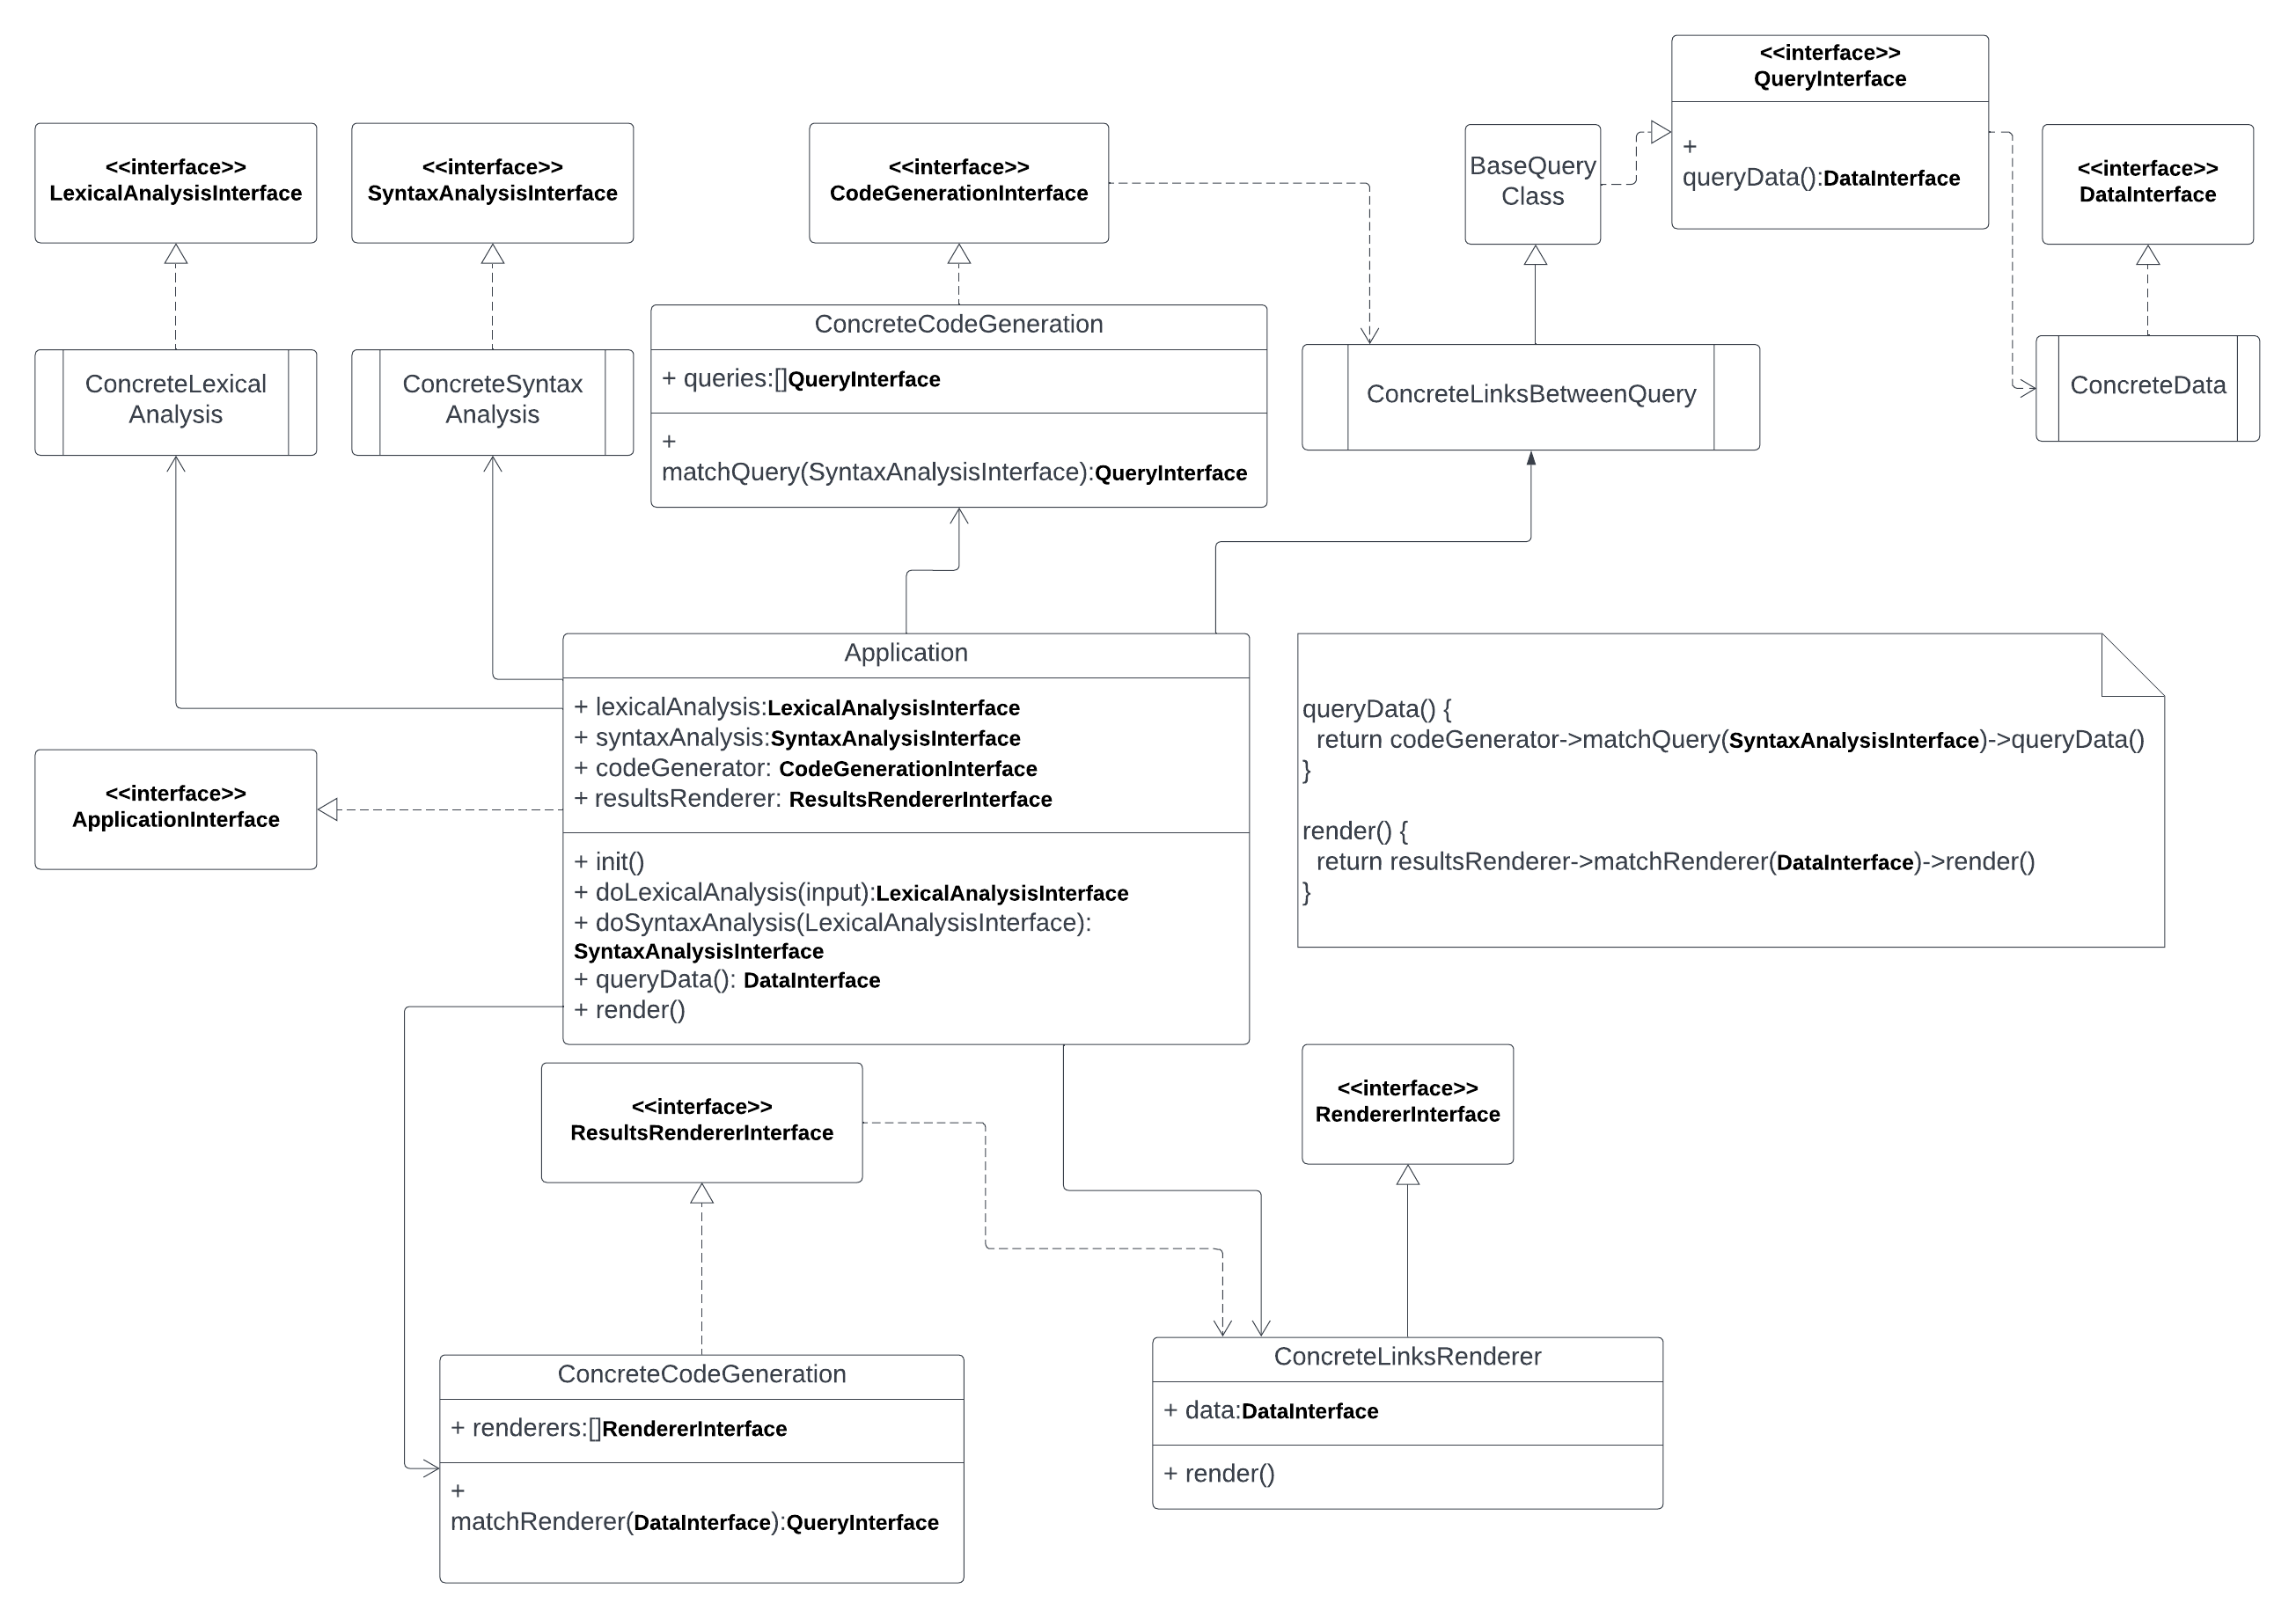 <<interface>>
QueryInterface
+
queryData():DataInterface
<<interface>>
LexicalAnalysisInterface
<<interface>>
SyntaxAnalysisInterface
<<interface>>
CodeGenerationInterface
BaseQuery
Class
<<interface>>
DataInterface
ConcreteLexical
Analysis
ConcreteSyntax
Analysis
ConcreteCodeGeneration
+ queries:[]QueryInterface
+
matchQuery(SyntaxAnalysisInterface):QueryInterface
ConcreteLinksBetweenQuery
ConcreteData
Application
+ lexicalAnalysis:LexicalAnalysisInterface
+ syntaxAnalysis:SyntaxAnalysisInterface
+ codeGenerator: CodeGenerationInterface
+ resultsRenderer: ResultsRendererInterface
+ init()
+ doLexicalAnalysis(input):LexicalAnalysisInterface
+ doSyntaxAnalysis(LexicalAnalysisInterface):
SyntaxAnalysisInterface
+ queryData(): DataInterface
+ render()
queryData() {
return codeGenerator->matchQuery(SyntaxAnalysisInterface)->queryData()
}
render() {
return resultsRenderer->matchRenderer(DataInterface)->render()
}
<<interface>>
ApplicationInterface
<<interface>>
ResultsRendererInterface
<<interface>>
RendererInterface
ConcreteCodeGeneration
+ renderers:[]RendererInterface
+
matchRenderer(DataInterface):QueryInterface
ConcreteLinksRenderer
+ data:DataInterface
+ render()